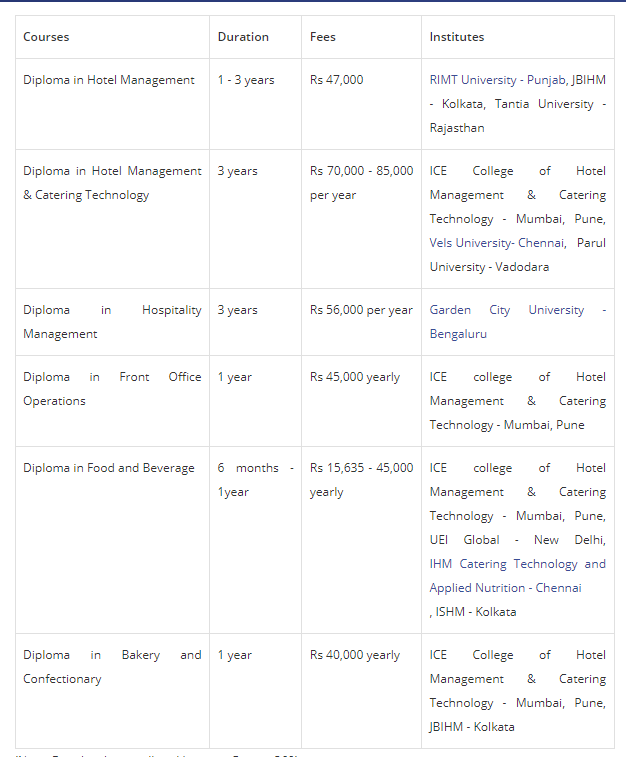 Courses Duration Fees Institutes
Diploma in Hotel Management 1 - 3 years Rs 47,000 RIMT University - Punjab, JBIHM
- Kolkata, Tantia University -
Rajasthan
Diploma in Hotel Management 3 years Rs 70,000 - 85,000 ICE College of Hotel
& Catering Technology per year Management & Catering
Technology - Mumbai, Pune,
Vels University- Chennai, Parul
University - Vadodara
Diploma in Hospitality 3 years Rs 56,000 per year Garden City University -
Management Bengaluru
Diploma in Front Office 1 year Rs 45,000 yearly ICE college of Hotel
Operations Management & Catering
Technology - Mumbai, Pune
Diploma in Food and Beverage 6 months - Rs 15,635 - 45,000 ICE college of Hotel
1year yearly Management & Catering
Technology - Mumbai, Pune,
UEI Global - New Delhi,
IHM Catering Technology and
Applied Nutrition - Chennai
, ISHM - Kolkata
Diploma in Bakery and 1 year Rs 40,000 yearly ICE College of Hotel
Confectionary Management & Catering
Technology - Mumbai, Pune,
JBIHM - Kolkata